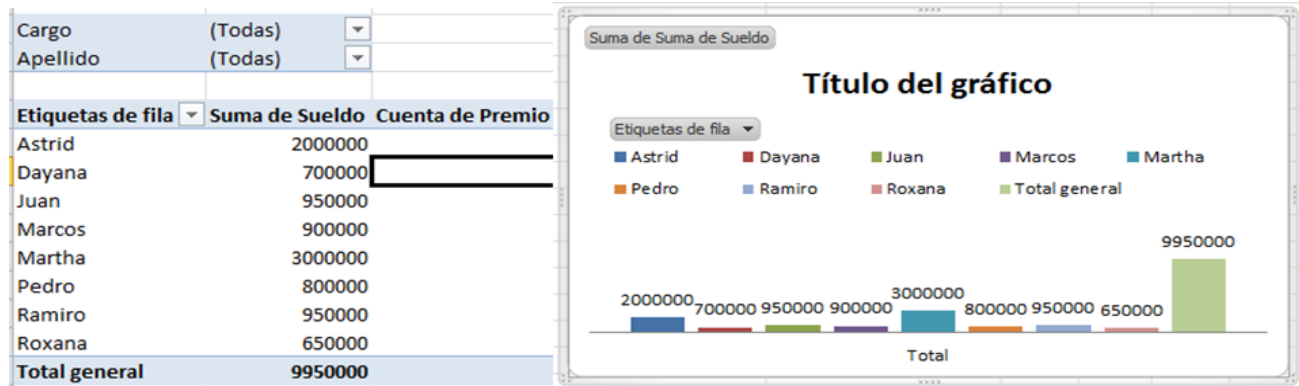 Cargo (Todas)
Apellido (Todas)
Etiquetas de fila Suma de Sueldo Cuenta de Premio
Astrid 2000000
Dayana 700000
Juan 950000
Marcos 900000
Martha 3000000
Pedro 800000
Ramiro 950000
Roxana 650000
Total general 9950000
Suma de Suma de Sueldo
Título del gráfico
Etiquetas de fila
Astrid Dayana Juan Marcos Martha
Pedro Ramiro Roxana Total general
9950000
2000000 700000 950000 900000 3000000 800000 950000 650000
Total